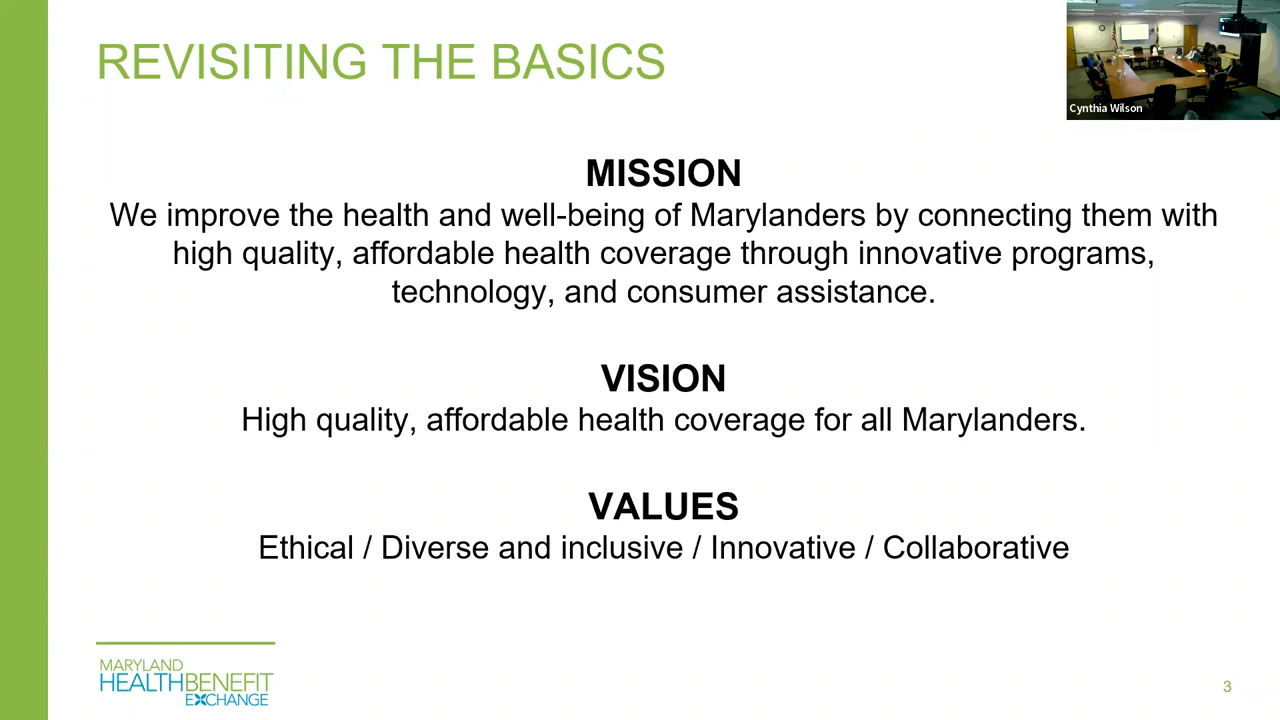 REVISITING THE BASICS
Cynthia Wilson
MISSION
We improve the health and well-being of Marylanders by connecting them with
high quality, affordable health coverage through innovative programs,
technology, and consumer assistance.
VISION
High quality, affordable health coverage for all Marylanders.
VALUES
Ethical / Diverse and inclusive / Innovative / Collaborative
MARYLAND
HEALTHBENEFIT
EXCHANGE
3